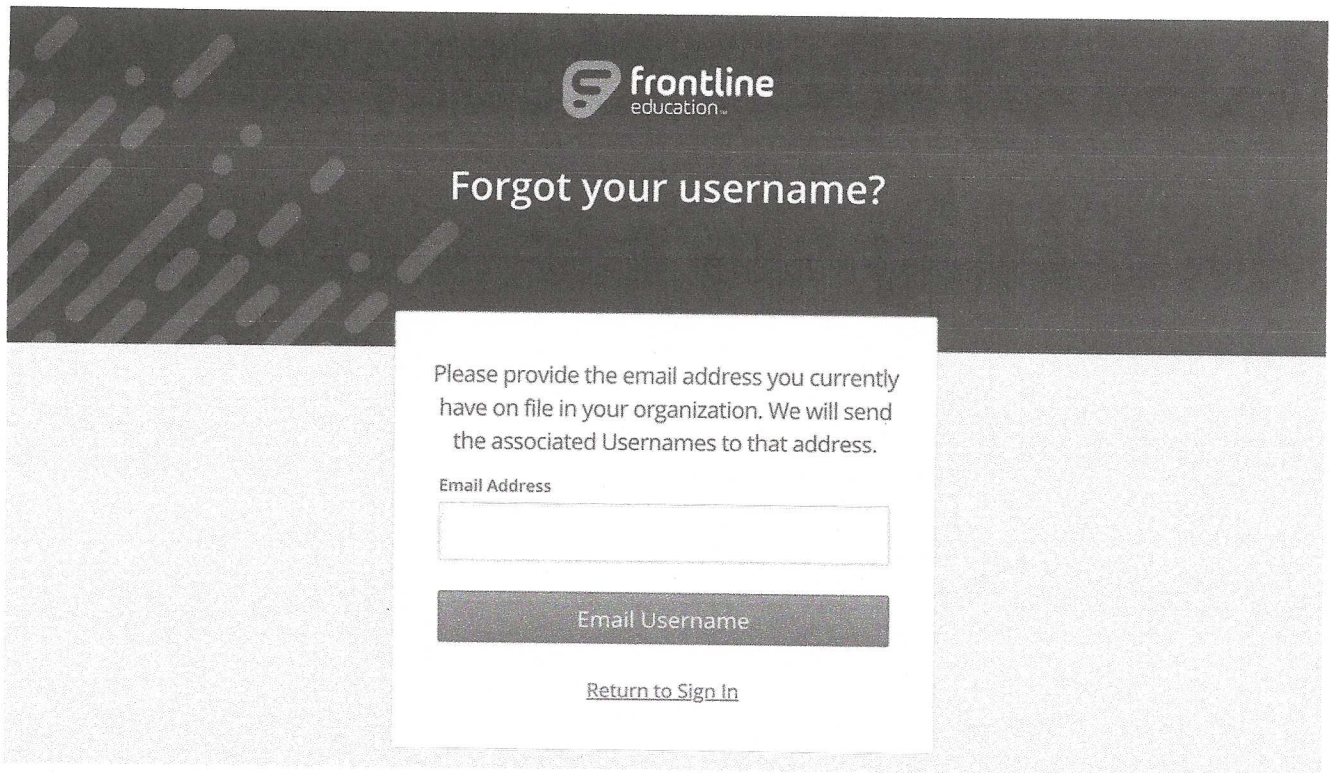 frontline
education™
Forgot your username?
Please provide the email address you currently
have on file in your organization. We will send
the associated Usernames to that address.
Email Address
Email Username
Return to Sign In